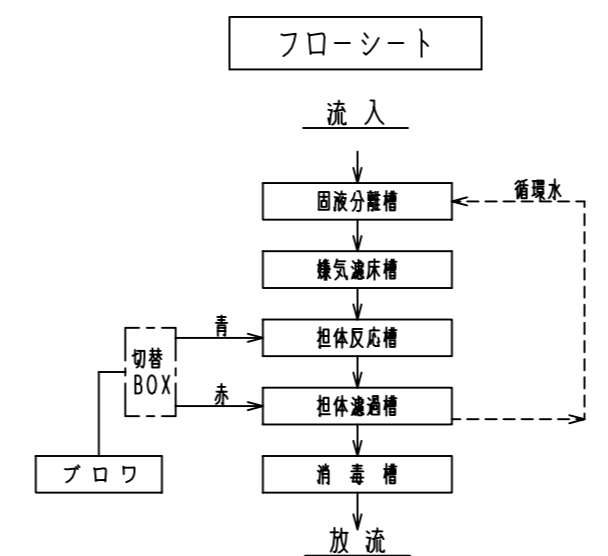 フローシート
流 入
循環水
固液分離槽
嫌気濾床槽
青
担体反応槽
切替
BOX
赤
担体濾過槽
ブロワ
消 毒 槽
放 流